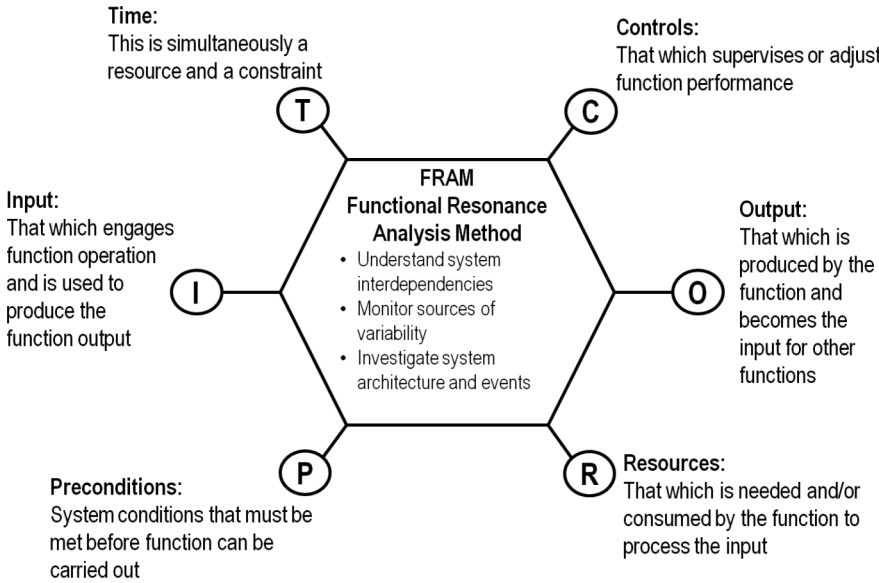 Time:
This is simultaneously a
resource and a constraint
T
Controls:
That which supervises or adjust
function performance
C
FRAM
Functional Resonance
Analysis Method
• Understand system
interdependencies
• Monitor sources of
variability
• Investigate system
architecture and events
Input:
That which engages
function operation
and is used to
produce the
function output
I
Output:
That which is
produced by the
function and
becomes the
input for other
functions
O
P
Preconditions:
System conditions that must be
met before function can be
carried out
R
Resources:
That which is needed and/or
consumed by the function to
process the input